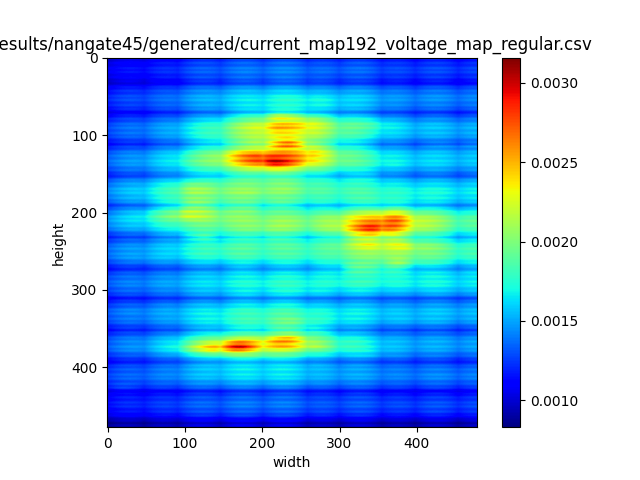 esults/nangate45/generated/current_map192_voltage_map_regular.csv
0
100
200
300
400
height
0 100 200 300 400
width
0.0030
0.0025
0.0020
0.0015
0.0010